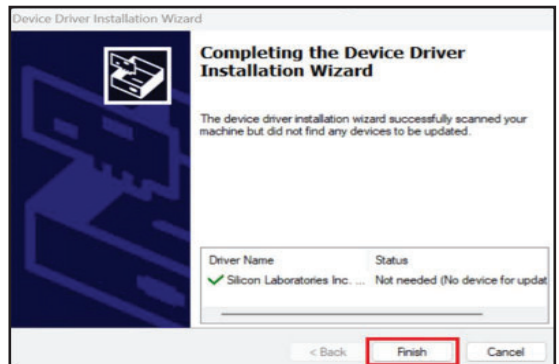 Device Driver Installation Wizard
Completing the Device Driver
Installation Wizard
The device driver installation wizard successfully scanned your
machine but did not find any devices to be updated.
Driver Name Status
Silicon Laboratories Inc. ... Not needed (No device for updat
< Back Finish Cancel